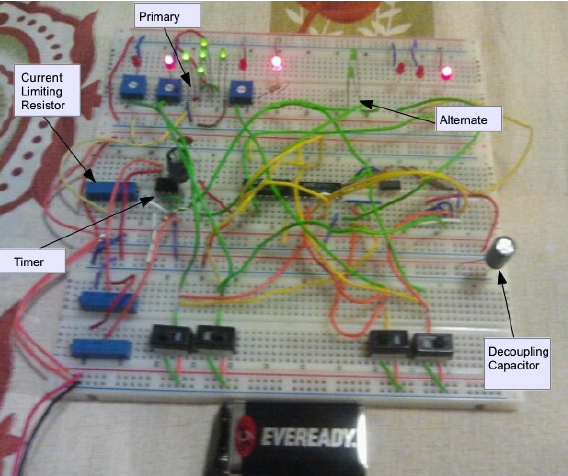 Primary
Current
Limiting
Resistor
Alternate
Timer
Decoupling
Capacitor
EVEREADY